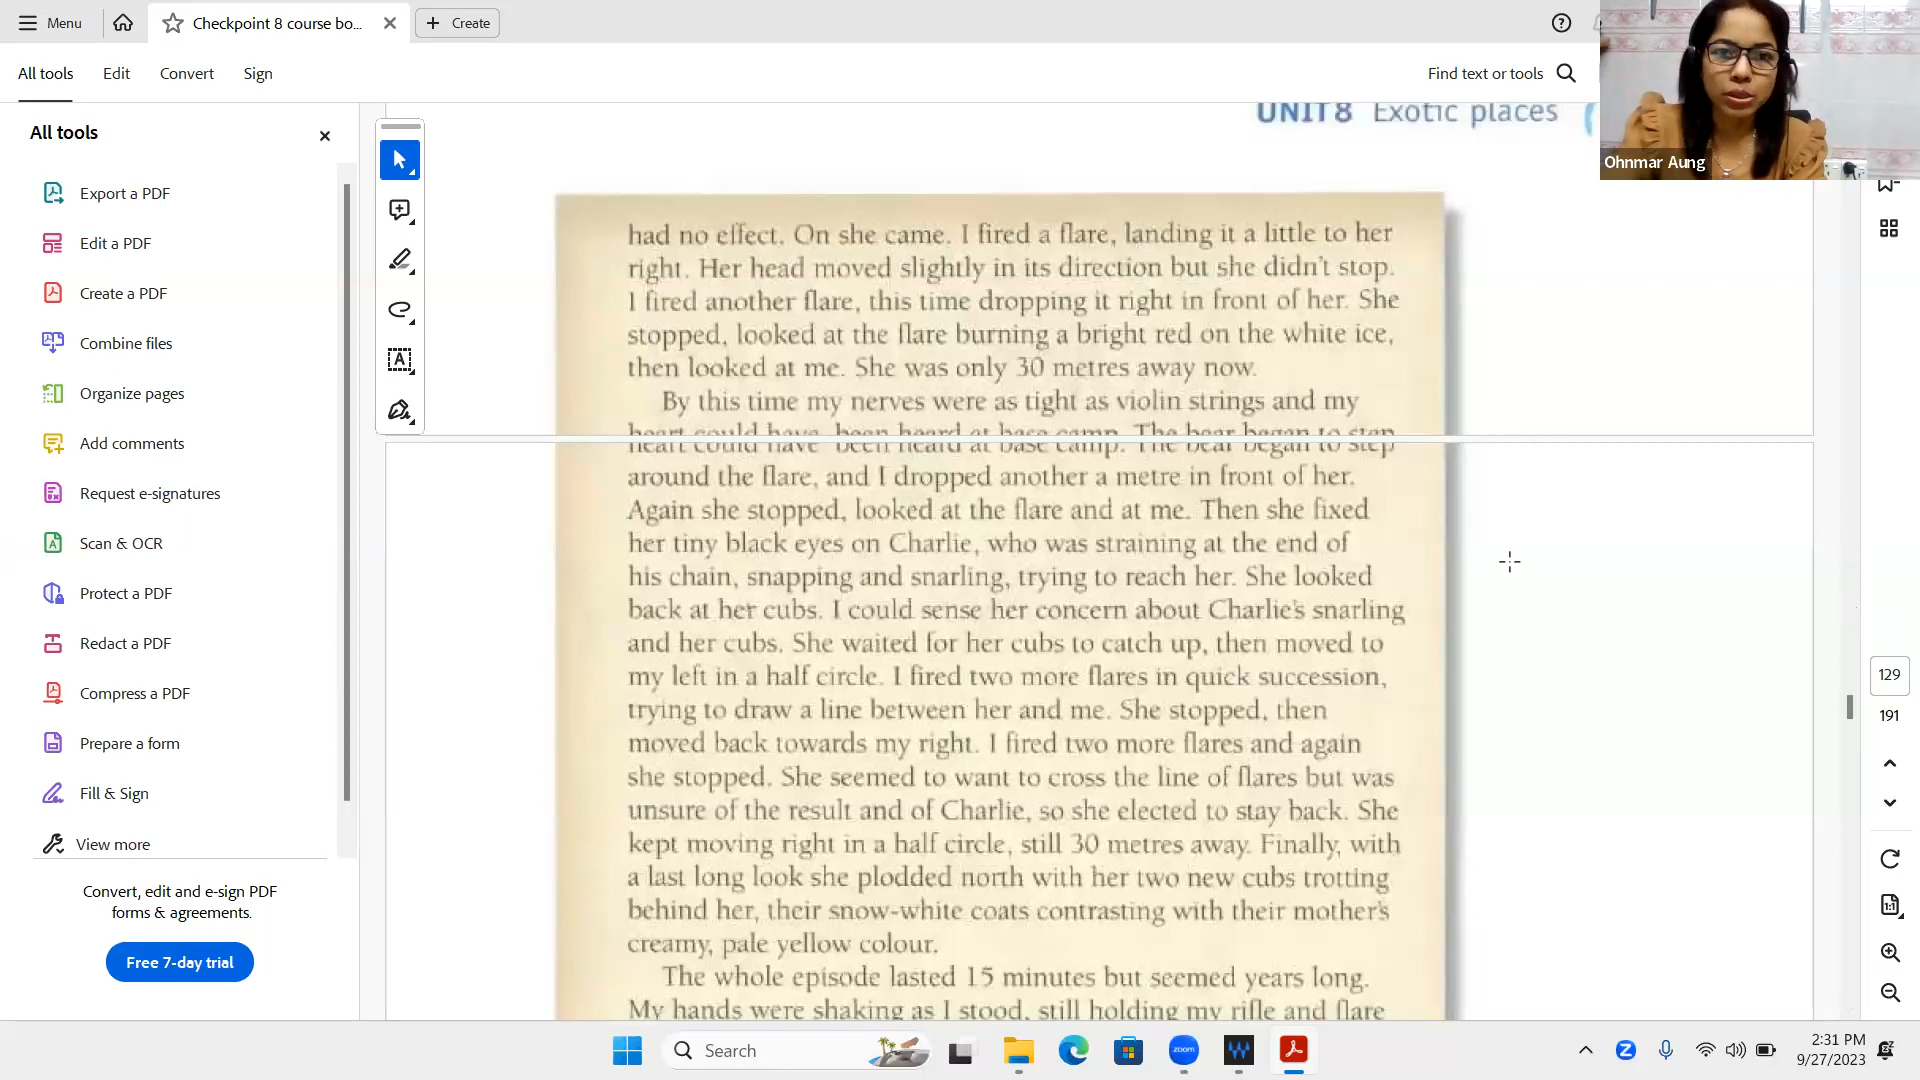 Menu
Checkpoint 8 course bo...
Create
All tools
Edit
Convert
Sign
Find text or tools
Ohnmar Aung
All tools
Export a PDF
Edit a PDF
Create a PDF
Combine files
Organize pages
Add comments
Request e-signatures
Scan & OCR
Protect a PDF
Redact a PDF
Compress a PDF
Prepare a form
Fill & Sign
View more
Convert, edit and e-sign PDF
forms & agreements.
Free 7-day trial
UNIT 8 Exotic places
had no effect. On she came. I fired a flare, landing it a little to her
right. Her head moved slightly in its direction but she didn't stop.
I fired another flare, this time dropping it right in front of her. She
stopped, looked at the flare burning a bright red on the white ice,
then looked at me. She was only 30 metres away now.
By this time my nerves were as tight as violin strings and my
heart could have been heard at base camp. The bear began to step
heart could have been heard at base camp. The bear began to step
around the flare, and I dropped another a metre in front of her.
Again she stopped, looked at the flare and at me. Then she fixed
her tiny black eyes on Charlie, who was straining at the end of
his chain, snapping and snarling, trying to reach her. She looked
back at her cubs. I could sense her concern about Charlie's snarling
and her cubs. She waited for her cubs to catch up, then moved to
my left in a half circle. I fired two more flares in quick succession,
trying to draw a line between her and me. She stopped, then
moved back towards my right. I fired two more flares and again
she stopped. She seemed to want to cross the line of flares but was
unsure of the result and of Charlie, so she elected to stay back. She
kept moving right in a half circle, still 30 metres away. Finally, with
a last long look she plodded north with her two new cubs trotting
behind her, their snow-white coats contrasting with their mother's
creamy, pale yellow colour.
The whole episode lasted 15 minutes but seemed years long.
My hands were shaking as I stood, still holding my rifle and flare
129
191
1:1
Search
zoom
2:31 PM
9/27/2023